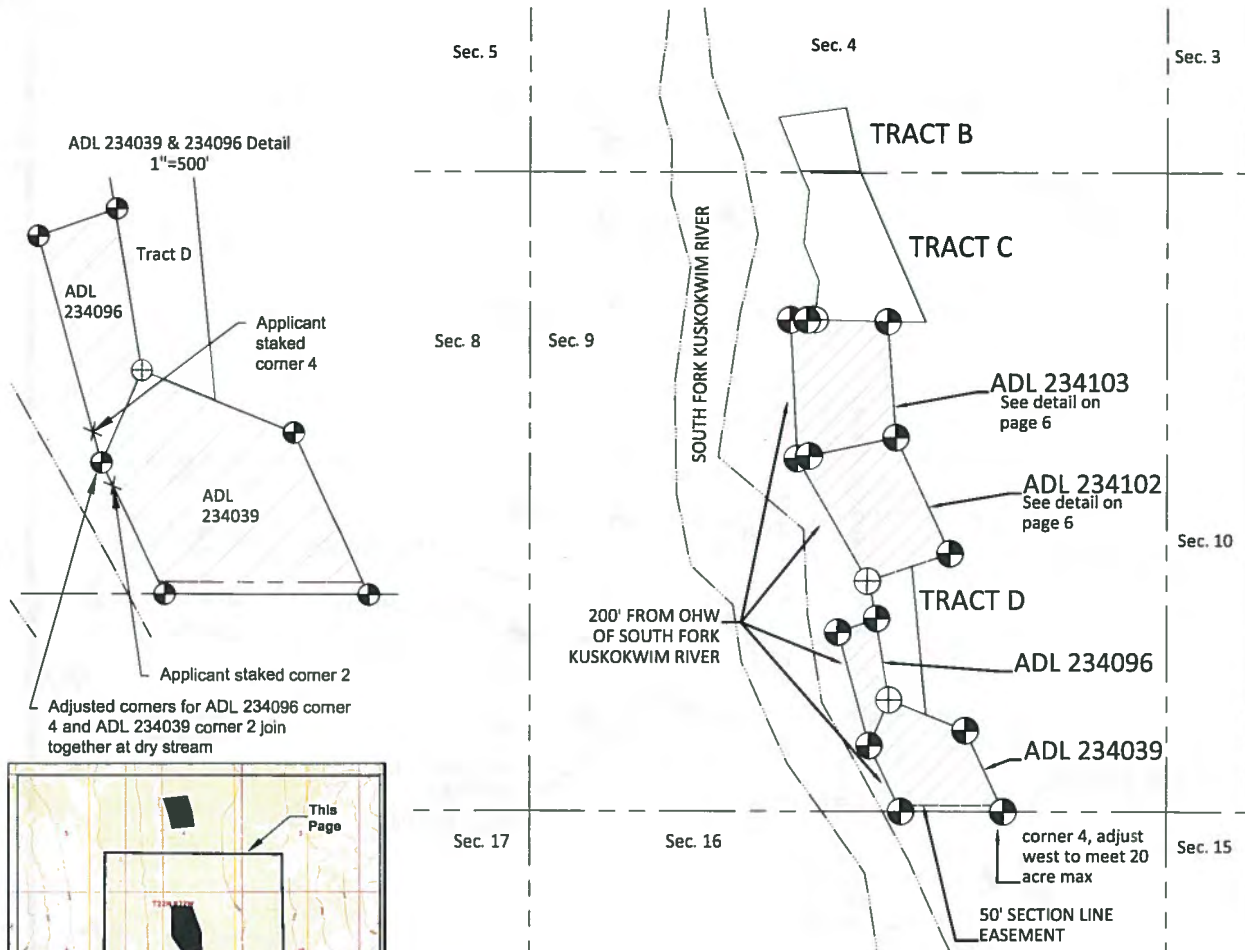 Sec. 5
Sec. 4
Sec. 3
ADL 234039 & 234096 Detail
1"=500'
Tract D
ADL
234096
Applicant
staked
corner 4
ADL
234039
Applicant staked corner 2
Adjusted corners for ADL 234096 corner
4 and ADL 234039 corner 2 join
together at dry stream
This
Page
T22N R32W
TRACT B
TRACT C
SOUTH FORK KUSKOKWIM RIVER
Sec. 8
Sec. 9
ADL 234103
See detail on
page 6
ADL 234102
See detail on
page 6
Sec. 10
TRACT D
200' FROM OHW
OF SOUTH FORK
KUSKOKWIM RIVER
ADL 234096
ADL 234039
Sec. 17
Sec. 16
corner 4, adjust
west to meet 20
acre max
Sec. 15
50' SECTION LINE
EASEMENT